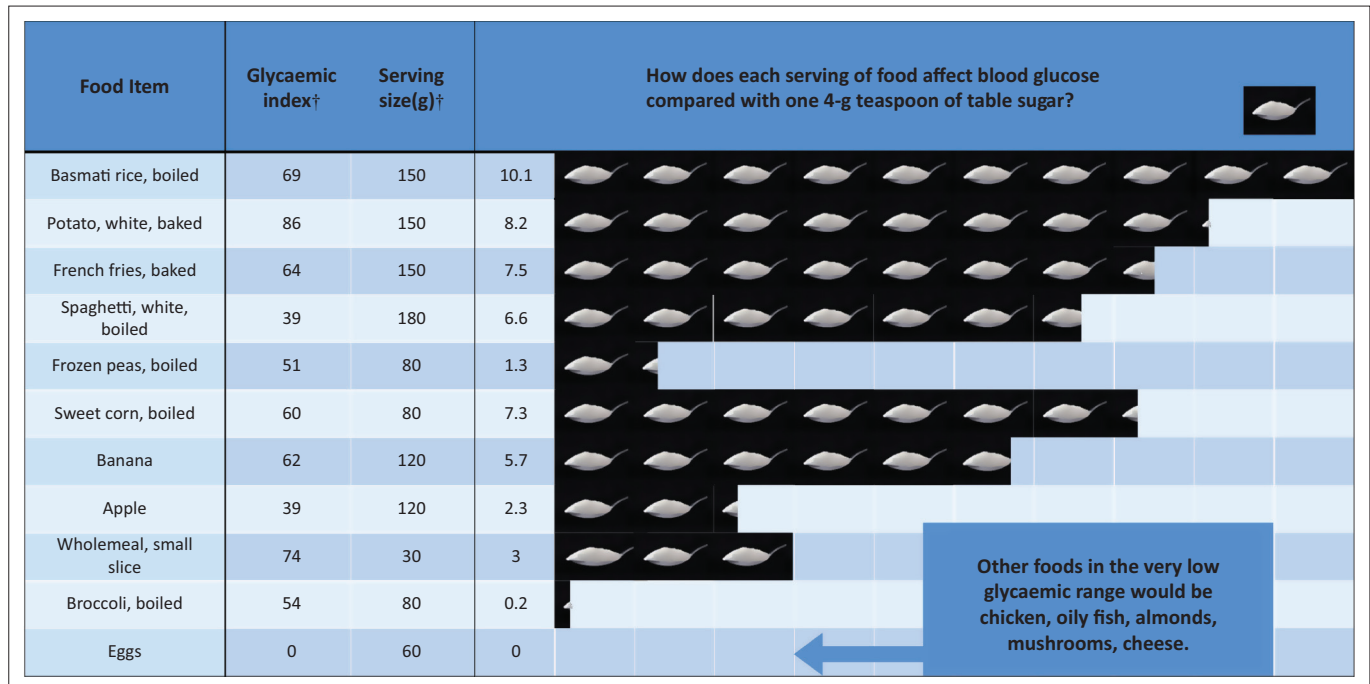 Food Item
Glycaemic
index†
Serving
size(g)†
How does each serving of food affect blood glucose
compared with one 4-g teaspoon of table sugar?
Basmati rice, boiled 69 150 10.1
Potato, white, baked 86 150 8.2
French fries, baked 64 150 7.5
Spaghetti, white,
boiled 39 180 6.6
Frozen peas, boiled 51 80 1.3
Sweet corn, boiled 60 80 7.3
Banana 62 120 5.7
Apple 39 120 2.3
Wholemeal, small
slice 74 30 3
Broccoli, boiled 54 80 0.2
Eggs 0 60 0
Other foods in the very low
glycaemic range would be
chicken, oily fish, almonds,
mushrooms, cheese.